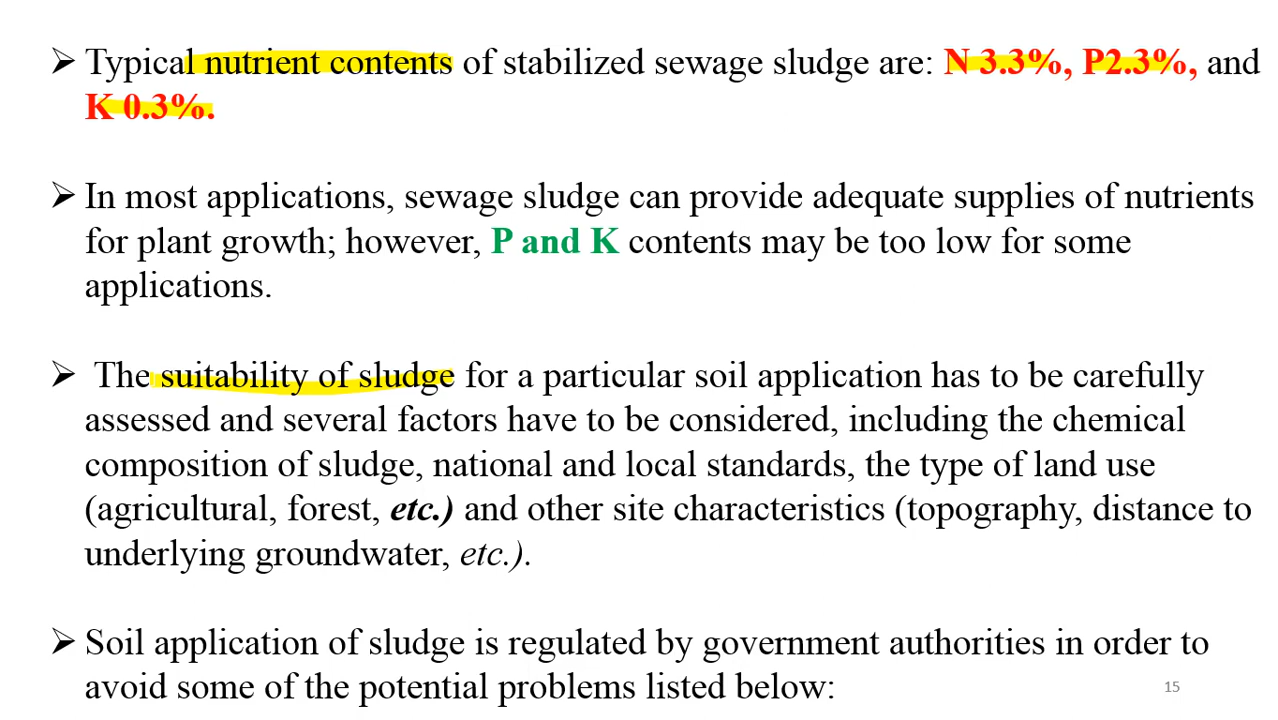 ➢ Typical nutrient contents of stabilized sewage sludge are: N 3.3%, P2.3%, and
K 0.3%.
➢ In most applications, sewage sludge can provide adequate supplies of nutrients
for plant growth; however, P and K contents may be too low for some
applications.
➢ The suitability of sludge for a particular soil application has to be carefully
assessed and several factors have to be considered, including the chemical
composition of sludge, national and local standards, the type of land use
(agricultural, forest, etc.) and other site characteristics (topography, distance to
underlying groundwater, etc.).
➢ Soil application of sludge is regulated by government authorities in order to
avoid some of the potential problems listed below:
15